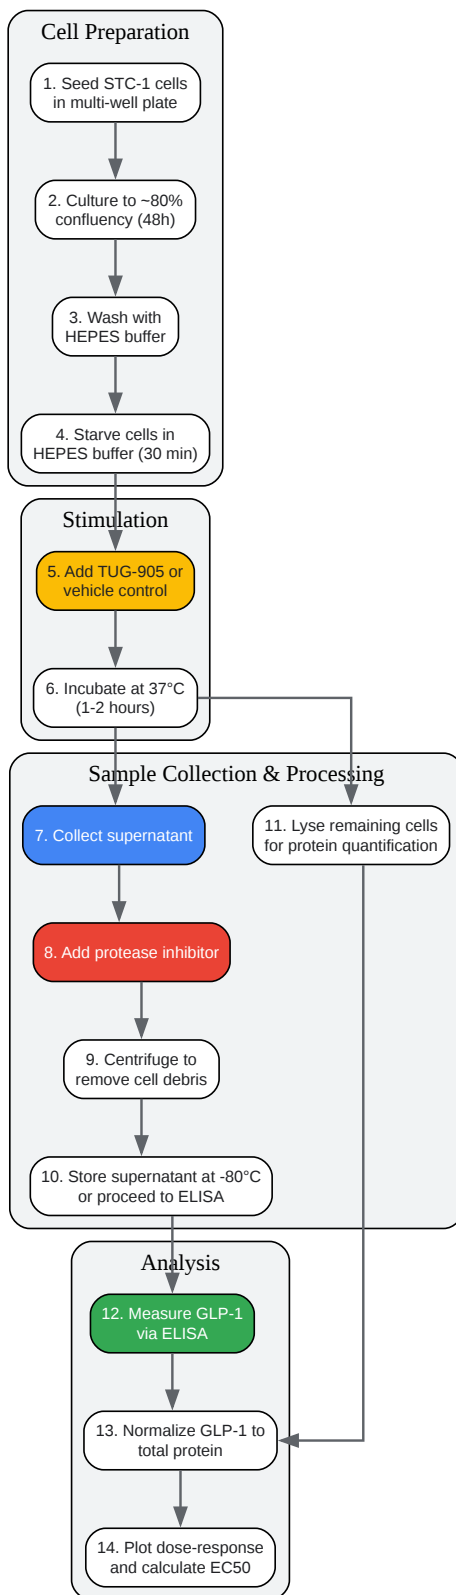 Cell Preparation
1. Seed STC-1 cells
in multi-well plate
2. Culture to ~80%
confluency (48h)
3. Wash with
HEPES buffer
4. Starve cells in
HEPES buffer (30 min)
Stimulation
5. Add TUG-905 or
vehicle control
6. Incubate at 37°C
(1-2 hours)
Sample Collection & Processing
7. Collect supernatant
11. Lyse remaining cells
for protein quantification
8. Add protease inhibitor
9. Centrifuge to
remove cell debris
10. Store supernatant at -80°C
or proceed to ELISA
Analysis
12. Measure GLP-1
via ELISA
13. Normalize GLP-1 to
total protein
14. Plot dose-response
and calculate EC50